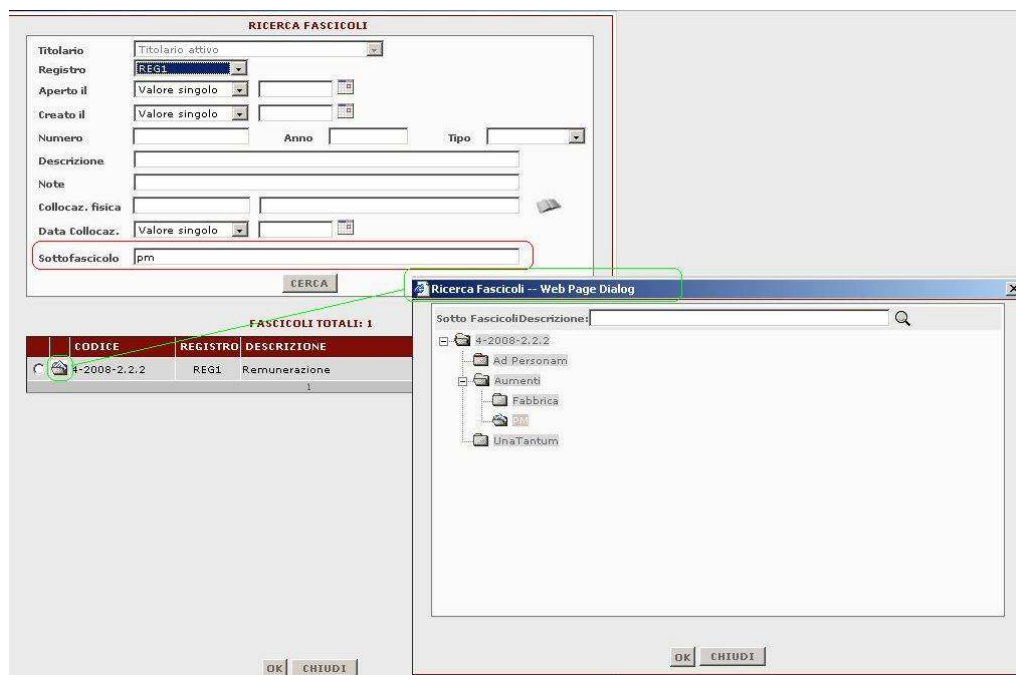 RICERCA FASCICOLI
Titolario Titolario attivo
Registro REG1
Aperto il Valore singolo
Creato il Valore singolo
Numero Anno Tipo
Descrizione
Note
Collocaz. fisica
Data Collocaz. Valore singolo
Sottofascicolo pm
CERCA
FASCICOLI TOTALI: 1
CODICE REGISTRO DESCRIZIONE
4-2008-2.2.2 REG1 Remunerazione
1
OK CHIUDI
Ricerca Fascicoli -- Web Page Dialog
Sotto FascicoliDescrizione:
4-2008-2.2.2
Ad Personam
Aumenti
Fabbrica
PM
UnaTantum
OK CHIUDI